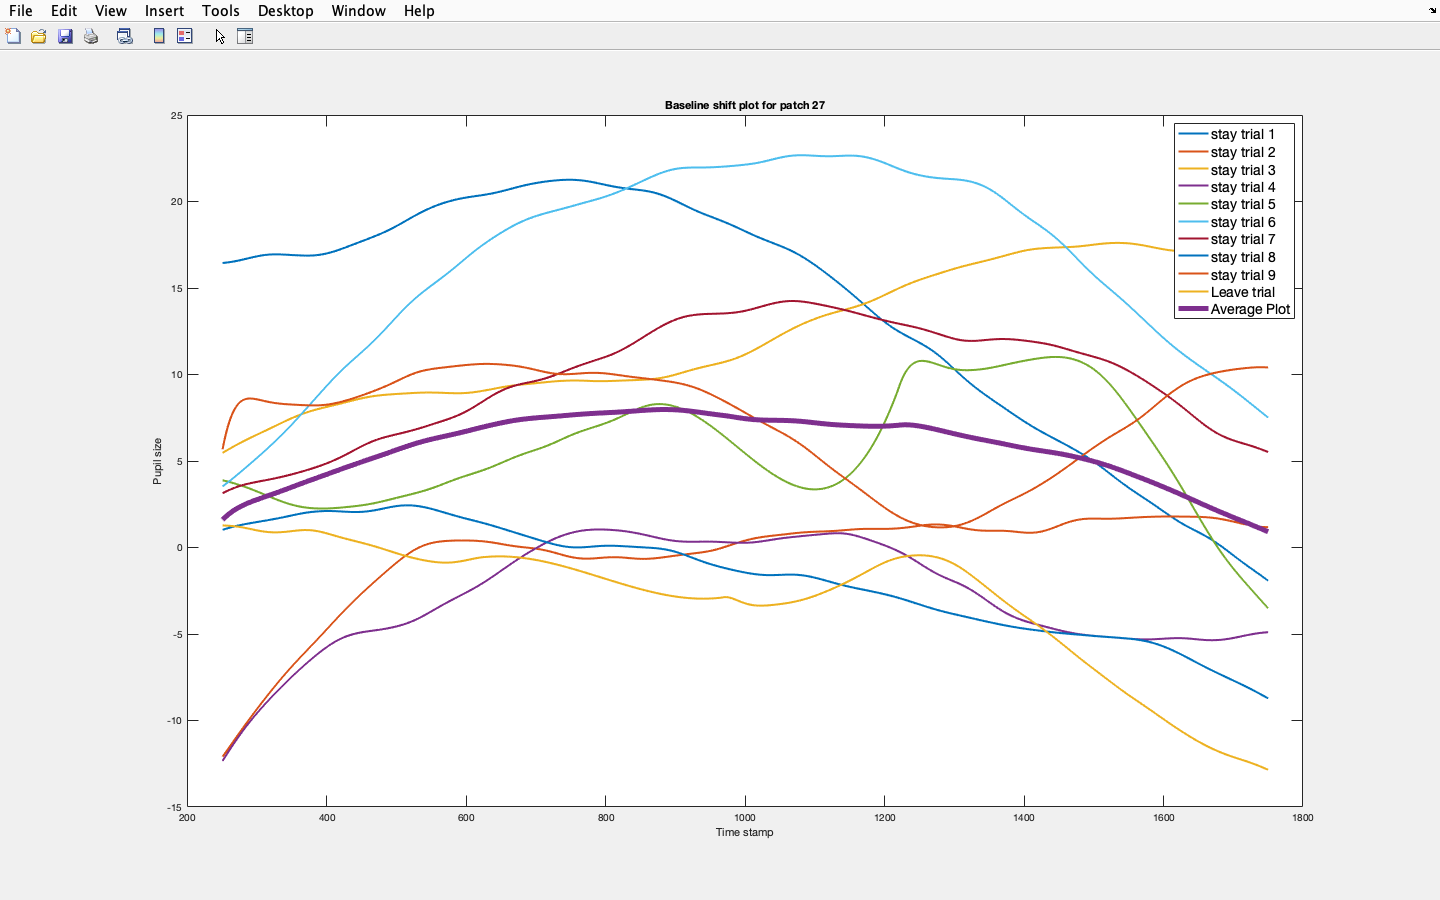 File Edit View Insert Tools Desktop Window Help
Baseline shift plot for patch 27
25
20
15
10
5
0
-5
-10
-15
Pupil size
200 400 600 800 1000 1200 1400 1600 1800
Time stamp
stay trial 1
stay trial 2
stay trial 3
stay trial 4
stay trial 5
stay trial 6
stay trial 7
stay trial 8
stay trial 9
Leave trial
Average Plot